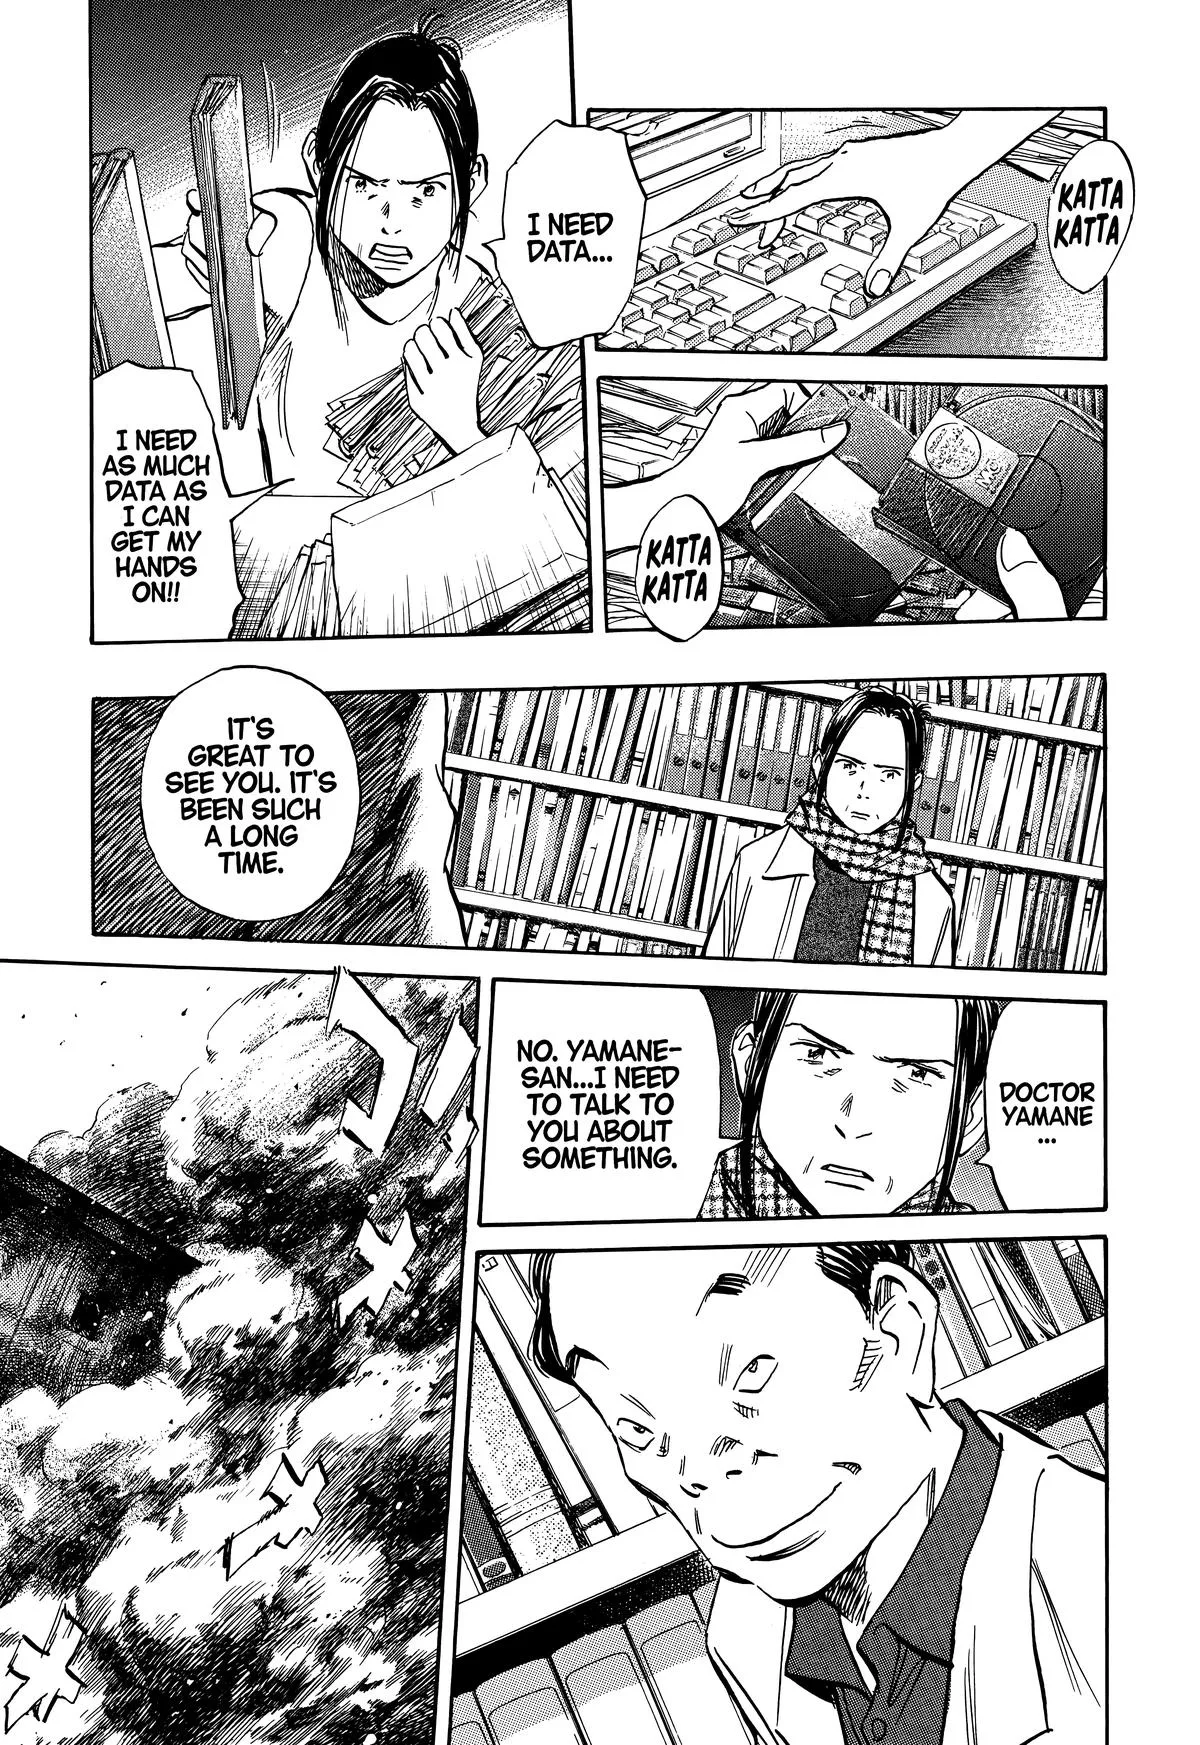 KATTA
KATTA
I NEED
DATA...
KATTA
KATTA
MC
I NEED
AS MUCH
DATA AS
I CAN
GET MY
HANDS
ON!!
IT'S
GREAT TO
SEE YOU. IT'S
BEEN SUCH
A LONG
TIME.
DOCTOR
YAMANE
...
NO. YAMANE-
SAN...I NEED
TO TALK TO
YOU ABOUT
SOMETHING.